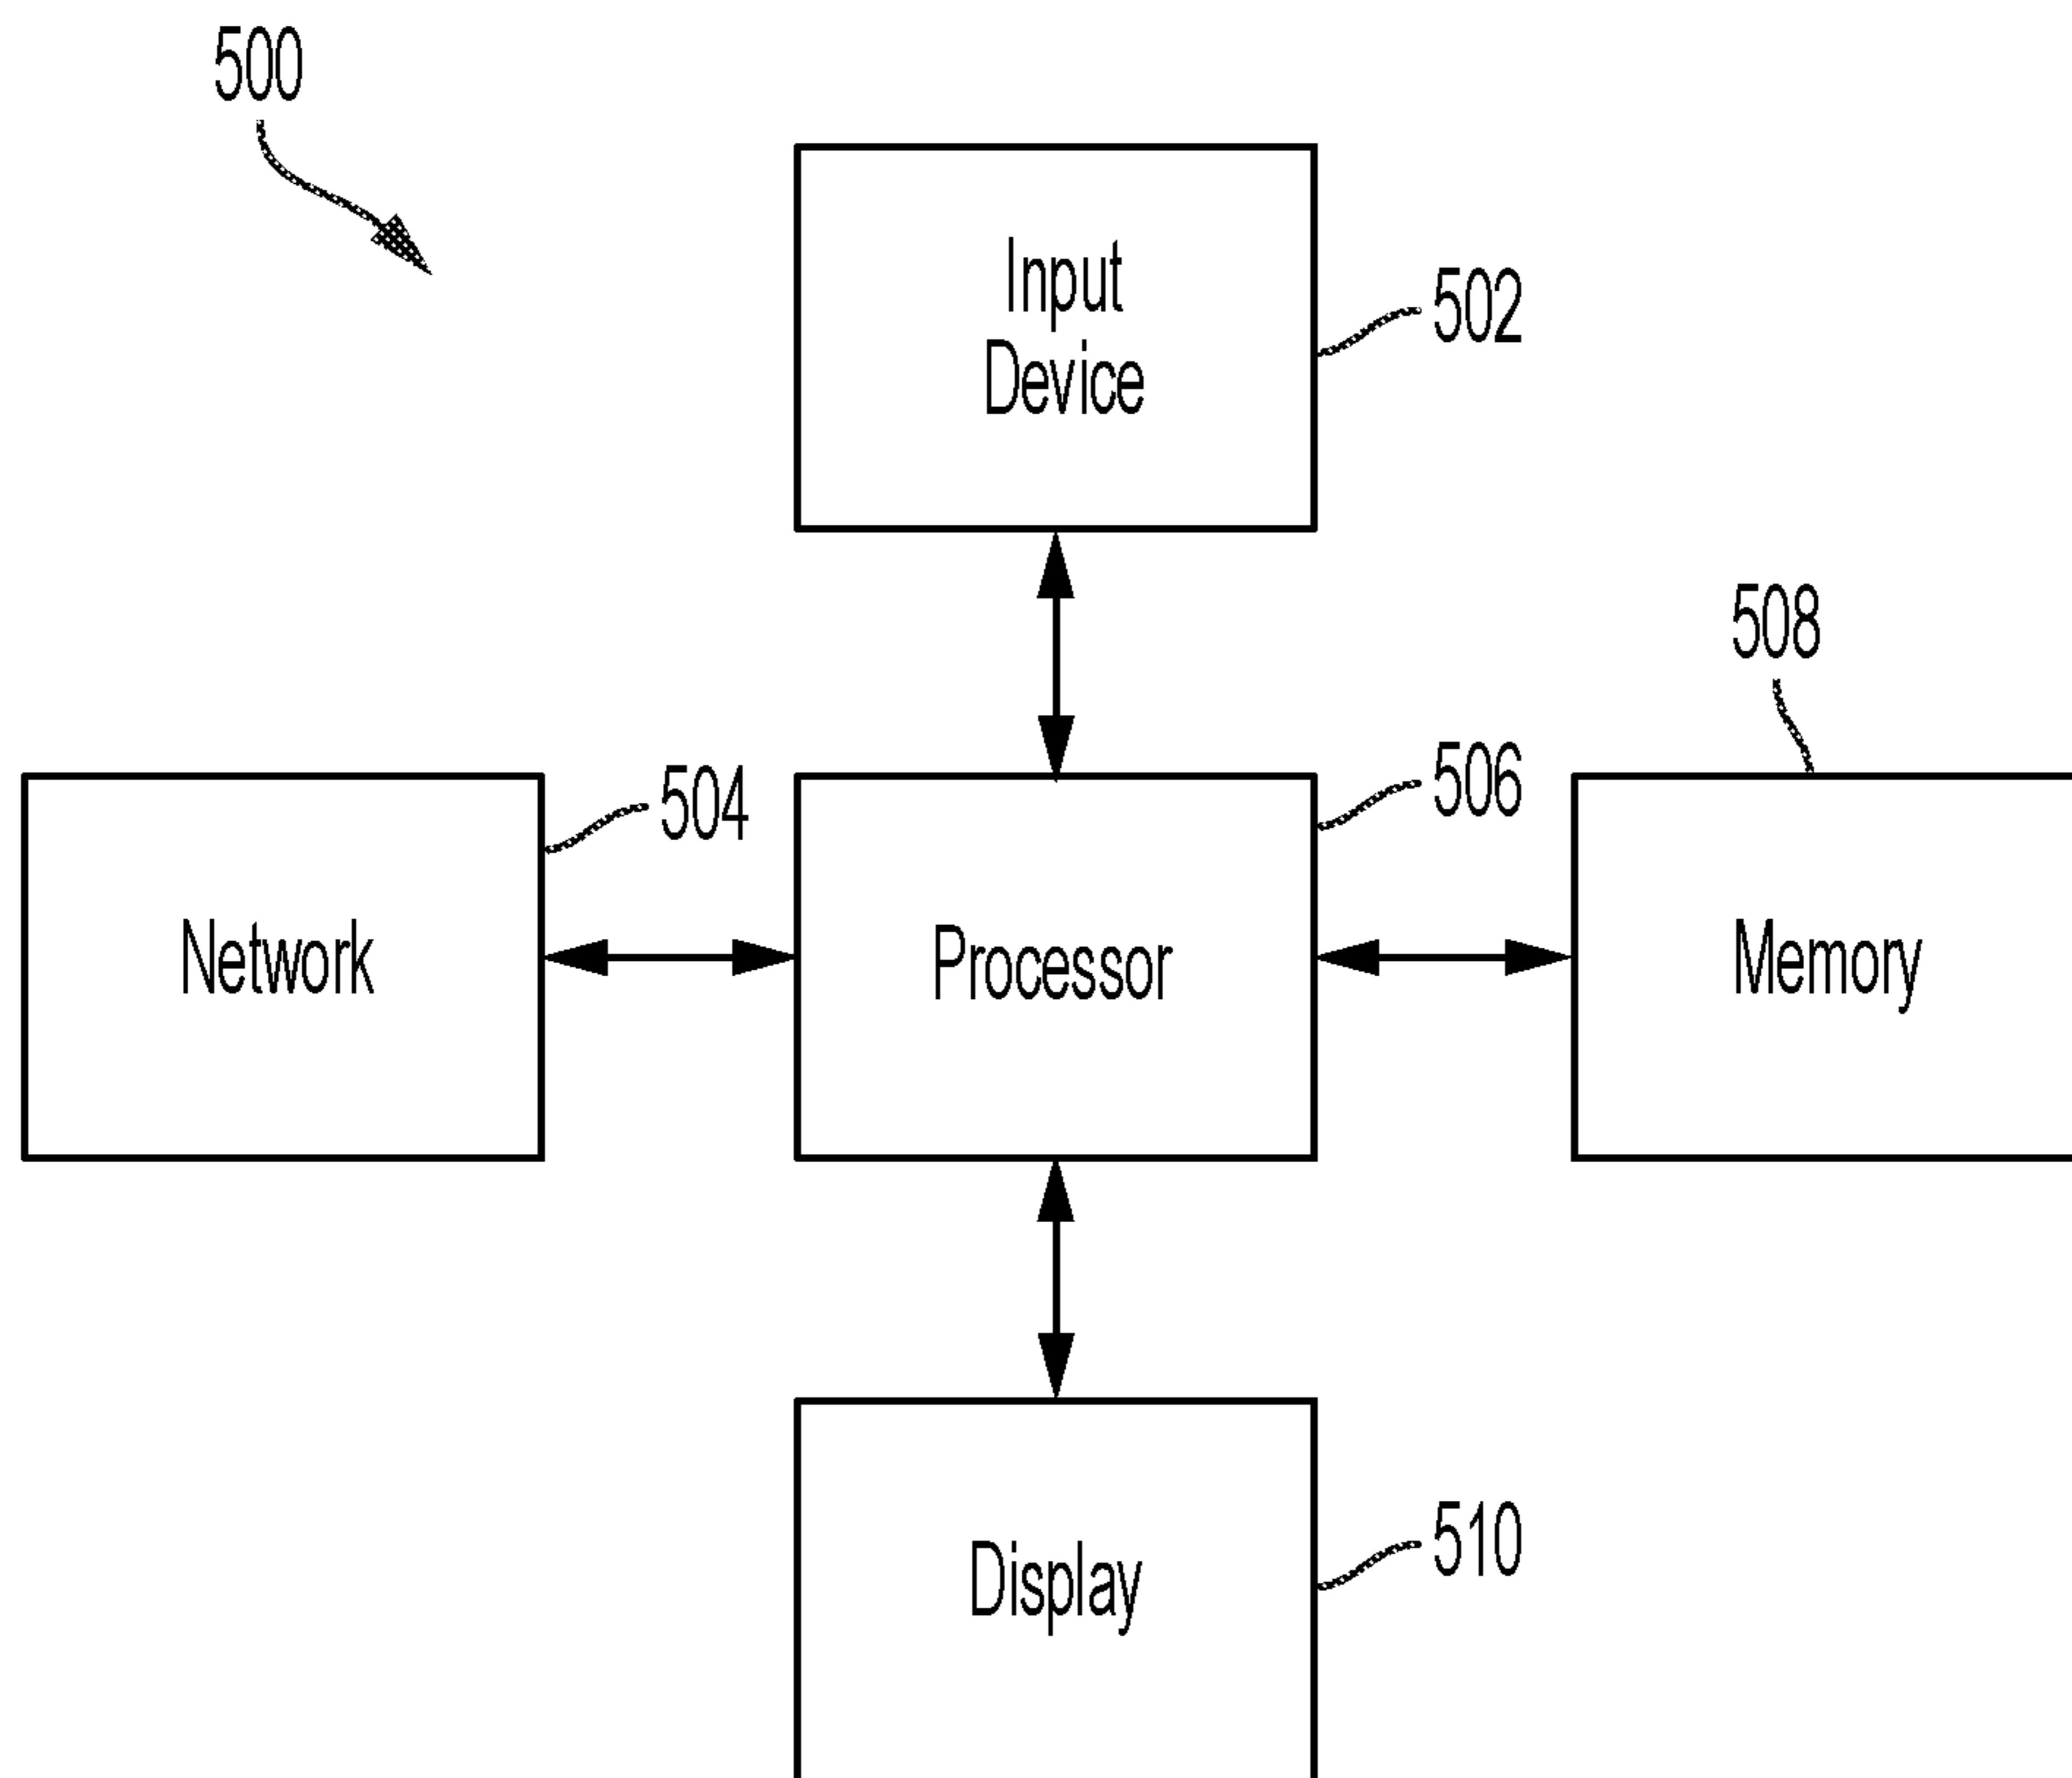 500
Input
Device
502
508
504
506
Network
Processor
Memory
Display
510